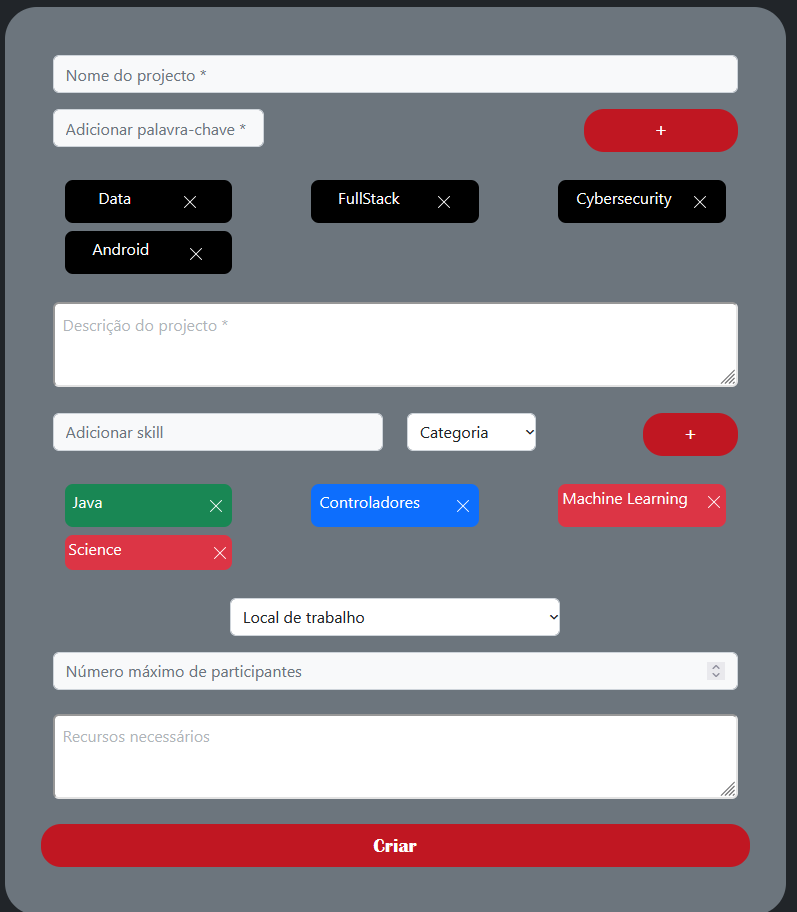 Nome do projecto *
Adicionar palavra-chave * +
Data FullStack Cybersecurity
Android
Descrição do projecto *
Adicionar skill Categoria +
Java Controladores Machine Learning
Science
Local de trabalho
Número máximo de participantes
Recursos necessários
Criar